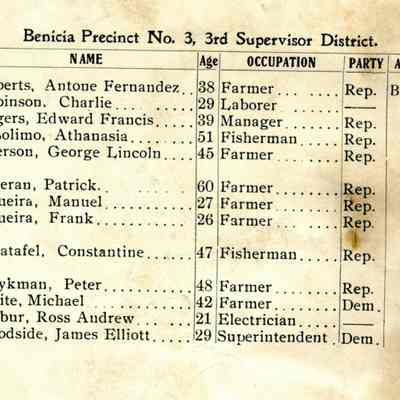 Benicia Precinct No. 3, 3rd Supervisor District.
NAME Age OCCUPATION PARTY A
perts, Antone Fernandez.. 38 Farmer... ..... Rep. B
binson, Charlie... ....... 29 Laborer ........ —
gers, Edward Francis..... 39 Manager....... Rep.
olimo, Athanasia........ 51 Fisherman .... Rep.
erson, George Lincoln.... 45 Farmer........ Rep.
eran, Patrick.. ......... 60 Farmer........ Rep.
ueira, Manuel .......... 27 Farmer........ Rep.
ueira, Frank............ 26 Farmer........ Rep.
atafel, Constantine...... 47 Fisherman..... Rep.
ykman, Peter........... 48 Farmer........ Rep.
ite, Michael ............ 42 Farmer........ Dem.
bur, Ross Andrew....... 21 Electrician..... —
odside, James Elliott..... 29 Superintendent . Dem.